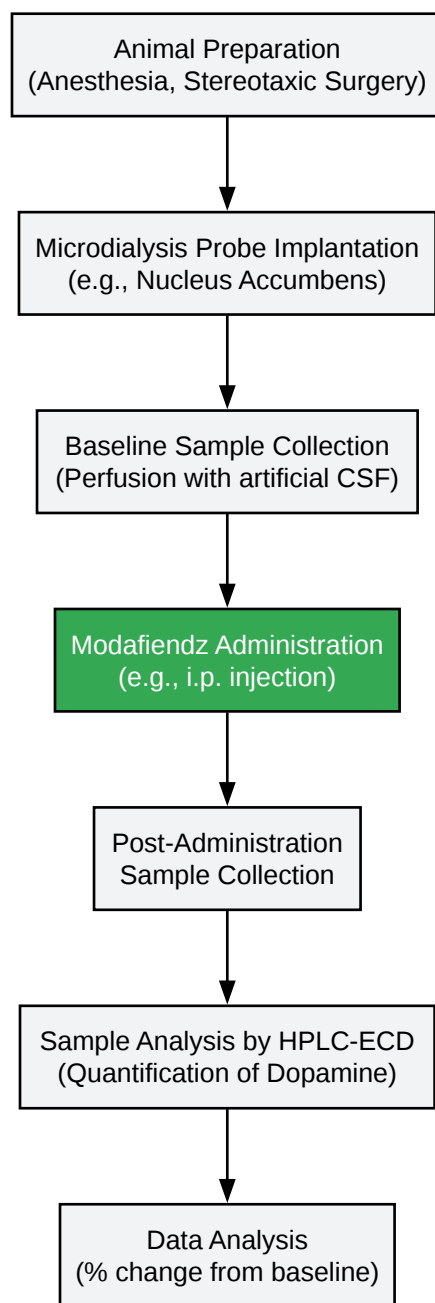 Animal Preparation
(Anesthesia, Stereotaxic Surgery)
Microdialysis Probe Implantation
(e.g., Nucleus Accumbens)
Baseline Sample Collection
(Perfusion with artificial CSF)
Modafiendz Administration
(e.g., i.p. injection)
Post-Administration
Sample Collection
Sample Analysis by HPLC-ECD
(Quantification of Dopamine)
Data Analysis
(% change from baseline)